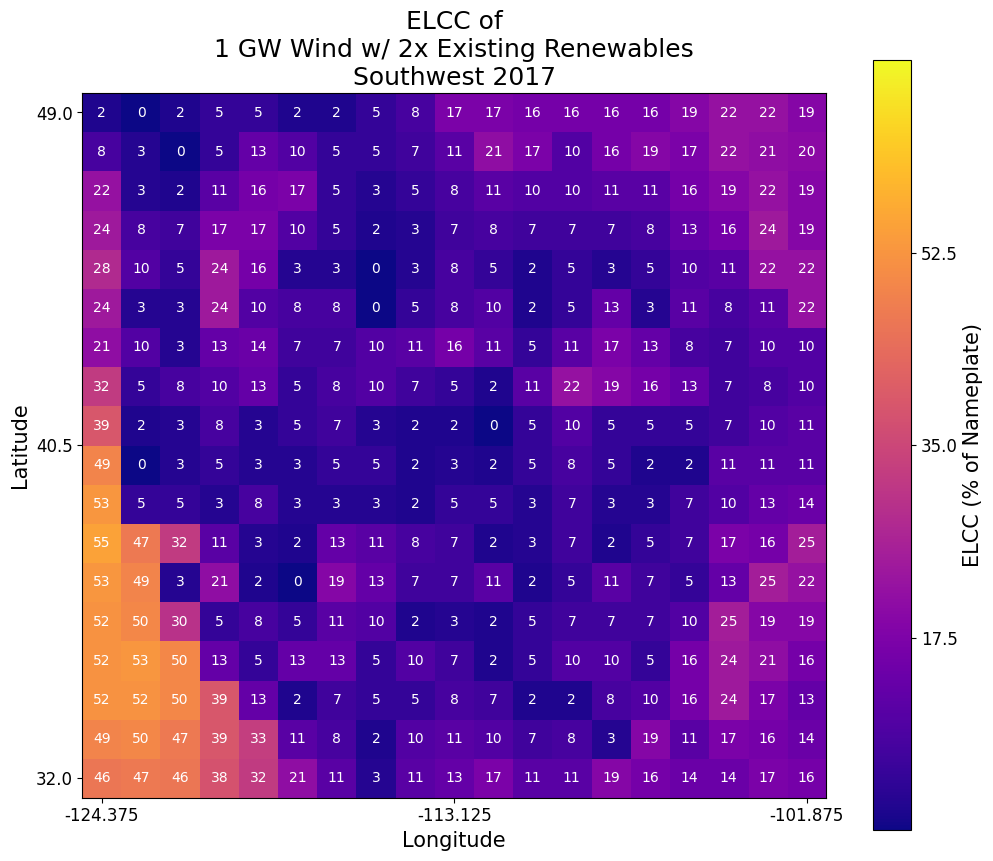 ELCC of
1 GW Wind w/ 2x Existing Renewables
Southwest 2017
49.0 2 0 2 5 5 2 2 5 8 17 17 16 16 16 16 19 22 22 19
8 3 0 5 13 10 5 5 7 11 21 17 10 16 19 17 22 21 20
22 3 2 11 16 17 5 3 5 8 11 10 10 11 11 16 19 22 19
24 8 7 17 17 10 5 2 3 7 8 7 7 7 8 13 16 24 19
28 10 5 24 16 3 3 0 3 8 5 2 5 3 5 10 11 22 22
52.5
24 3 3 24 10 8 8 0 5 8 10 2 5 13 3 11 8 11 22
21 10 3 13 14 7 7 10 11 16 11 5 11 17 13 8 7 10 10
32 5 8 10 13 5 8 10 7 5 2 11 22 19 16 13 7 8 10
39 2 3 8 3 5 7 3 2 2 0 5 10 5 5 5 7 10 11
40.5
35.0
49 0 3 5 3 3 5 5 2 3 2 5 8 5 2 2 11 11 11
53 5 5 3 8 3 3 3 2 5 5 3 7 3 3 7 10 13 14
55 47 32 11 3 2 13 11 8 7 2 3 7 2 5 7 17 16 25
53 49 3 21 2 0 19 13 7 7 11 2 5 11 7 5 13 25 22
52 50 30 5 8 5 11 10 2 3 2 5 7 7 7 10 25 19 19
17.5
52 53 50 13 5 13 13 5 10 7 2 5 10 10 5 16 24 21 16
52 52 50 39 13 2 7 5 5 8 7 2 2 8 10 16 24 17 13
49 50 47 39 33 11 8 2 10 11 10 7 8 3 19 11 17 16 14
32.0 46 47 46 38 32 21 11 3 11 13 17 11 11 19 16 14 14 17 16
-124.375 -113.125 -101.875
Longitude
Latitude
ELCC (% of Nameplate)